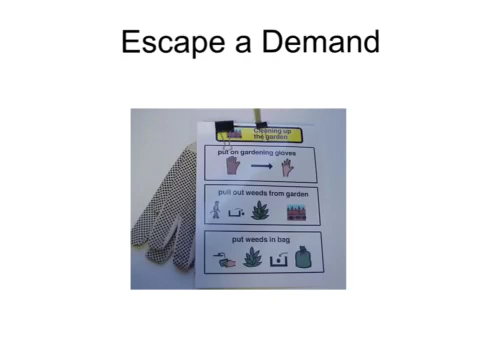 Escape a Demand
Cleaning up
the garden
put on gardening gloves
pull out weeds from garden
put weeds in bag